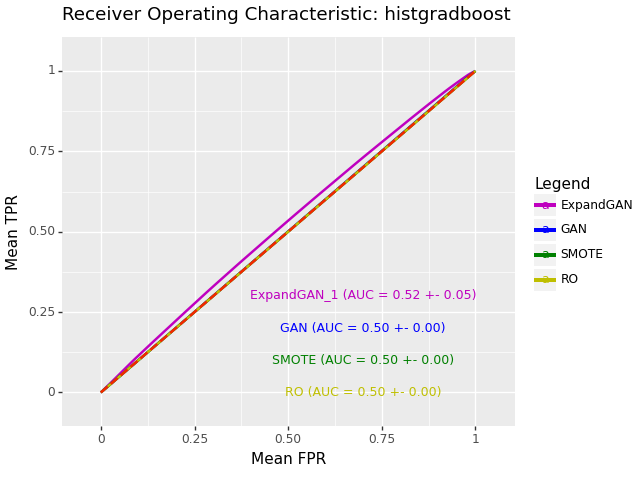 Receiver Operating Characteristic: histgradboost
Mean TPR
1
0.75
0.50
0.25
0
ExpandGAN_1 (AUC = 0.52 +- 0.05)
GAN (AUC = 0.50 +- 0.00)
SMOTE (AUC = 0.50 +- 0.00)
RO (AUC = 0.50 +- 0.00)
0 0.25 0.50 0.75 1
Mean FPR
Legend
a ExpandGAN
a GAN
a SMOTE
a RO